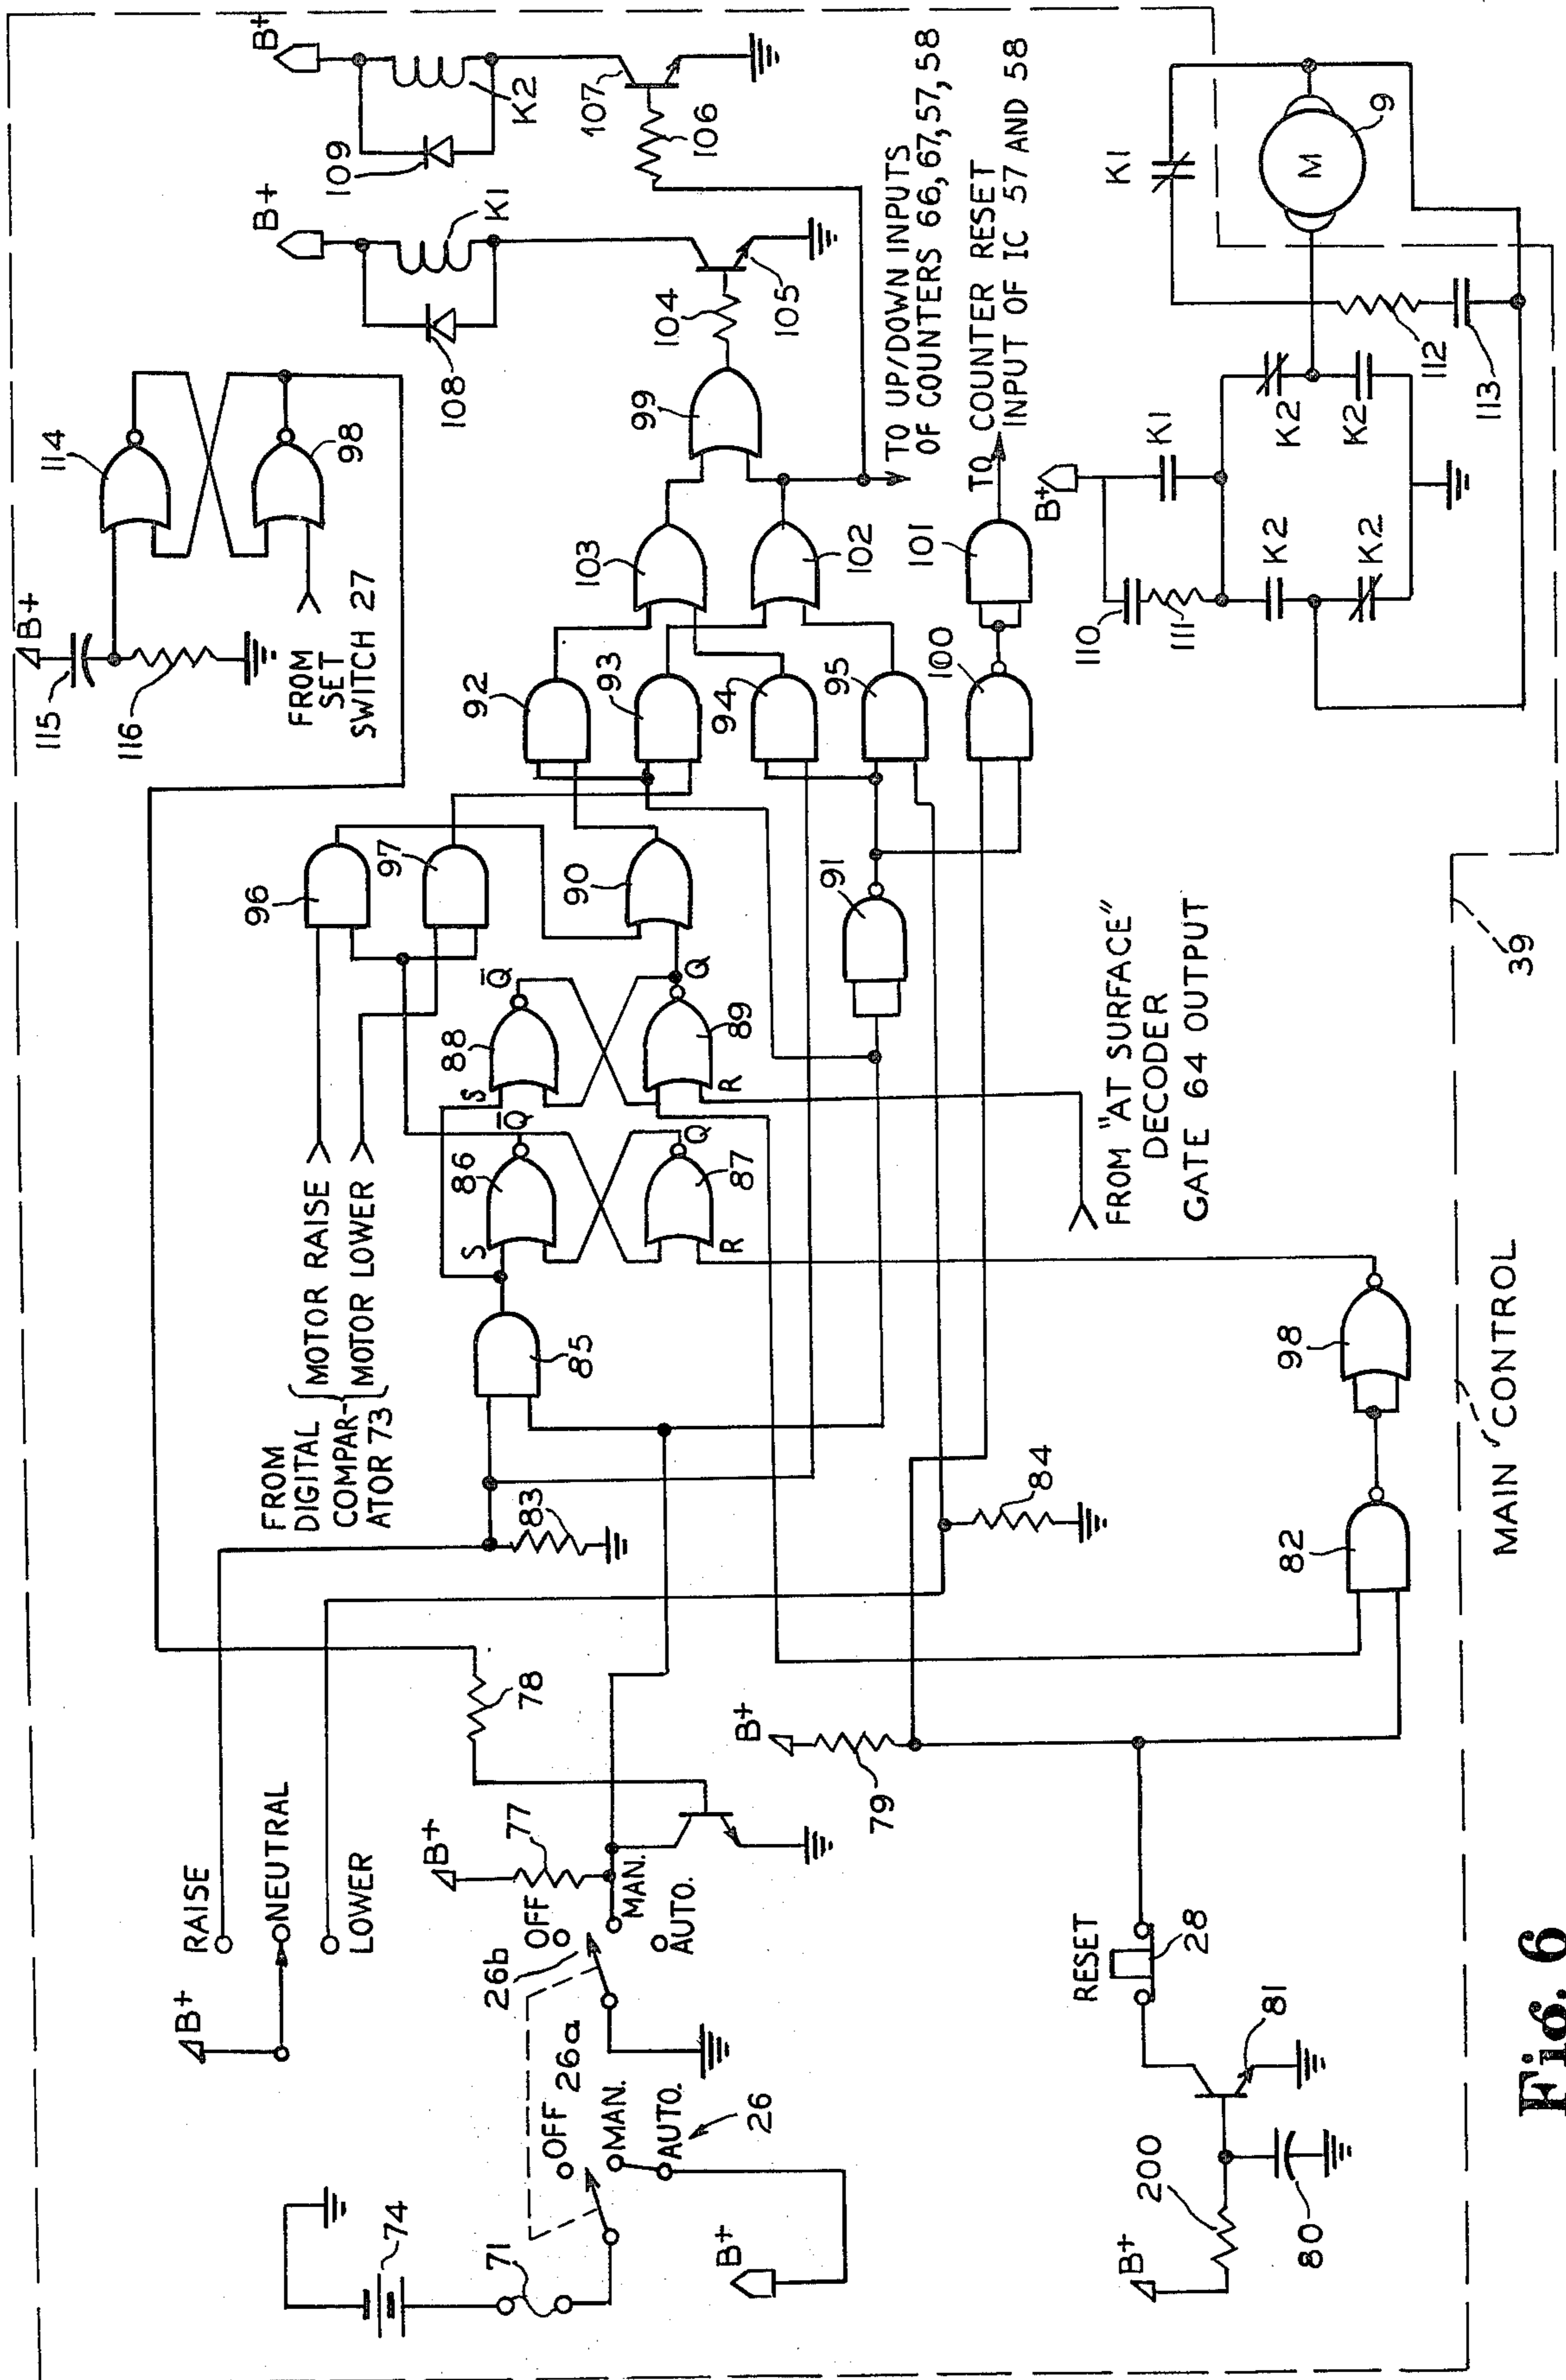 RAISE
B+
NEUTRAL
LOWER
74
71
OFF
26a
MAN.
AUTO.
26
B+
26b
OFF
MAN.
AUTO.
B+
77
78
B+
79
RESET
28
B+
200
80
81
82
98
83
84
FROM
DIGITAL
COMPAR-
ATOR 73
MOTOR RAISE
MOTOR LOWER
85
S
86
Q
R
87
Q
S
88
Q
R
89
Q
90
91
96
97
FROM "AT SURFACE"
DECODER
GATE 64 OUTPUT
92
93
94
95
100
101
102
103
99
104
105
106
107
108
109
B+
K1
B+
K2
B+
115
116
FROM
SET
SWITCH 27
114
98
TO UP/DOWN INPUTS
OF COUNTERS 66,67,57,58
TO COUNTER RESET
INPUT OF IC 57 AND 58
B+
110
111
K1
K2
K2
K2
K2
112
113
K1
M
9
39
MAIN CONTROL
Fig. 6